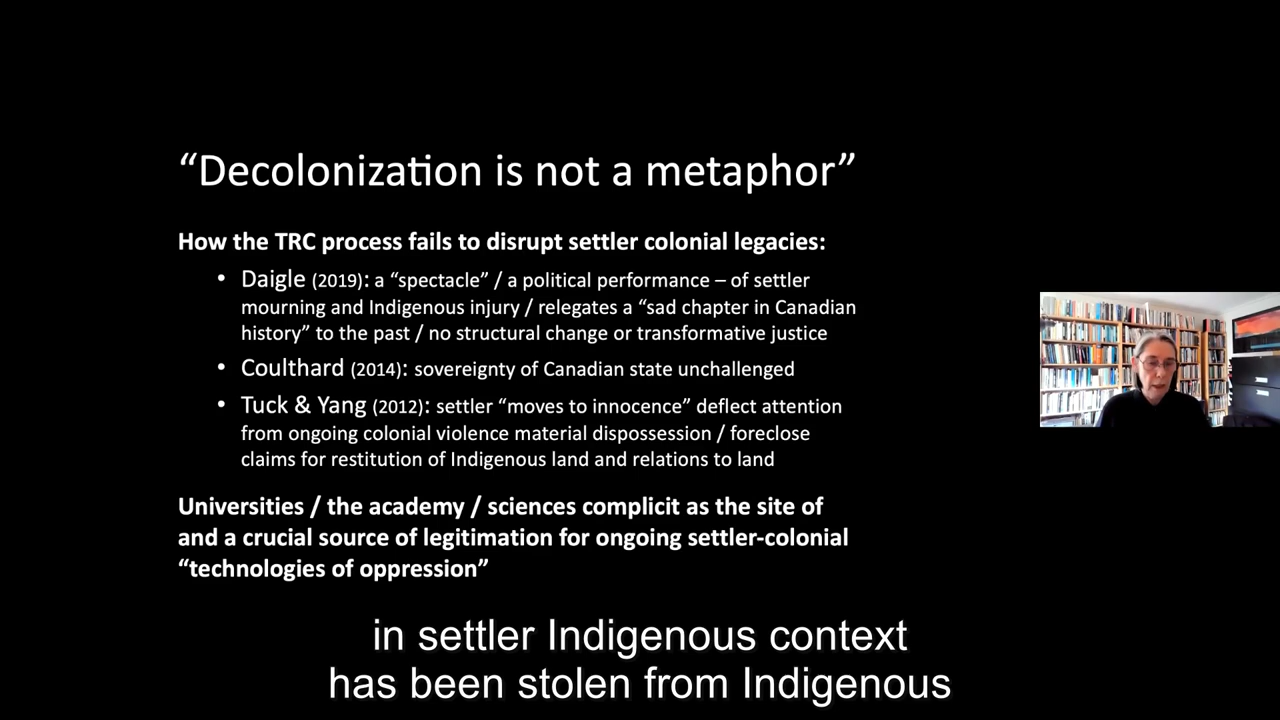 “Decolonization is not a metaphor”
How the TRC process fails to disrupt settler colonial legacies:
• Daigle (2019): a “spectacle” / a political performance – of settler
mourning and Indigenous injury / relegates a “sad chapter in Canadian
history” to the past / no structural change or transformative justice
• Coulthard (2014): sovereignty of Canadian state unchallenged
• Tuck & Yang (2012): settler “moves to innocence” deflect attention
from ongoing colonial violence material dispossession / foreclose
claims for restitution of Indigenous land and relations to land
Universities / the academy / sciences complicit as the site of
and a crucial source of legitimation for ongoing settler-colonial
“technologies of oppression”
in settler Indigenous context
has been stolen from Indigenous